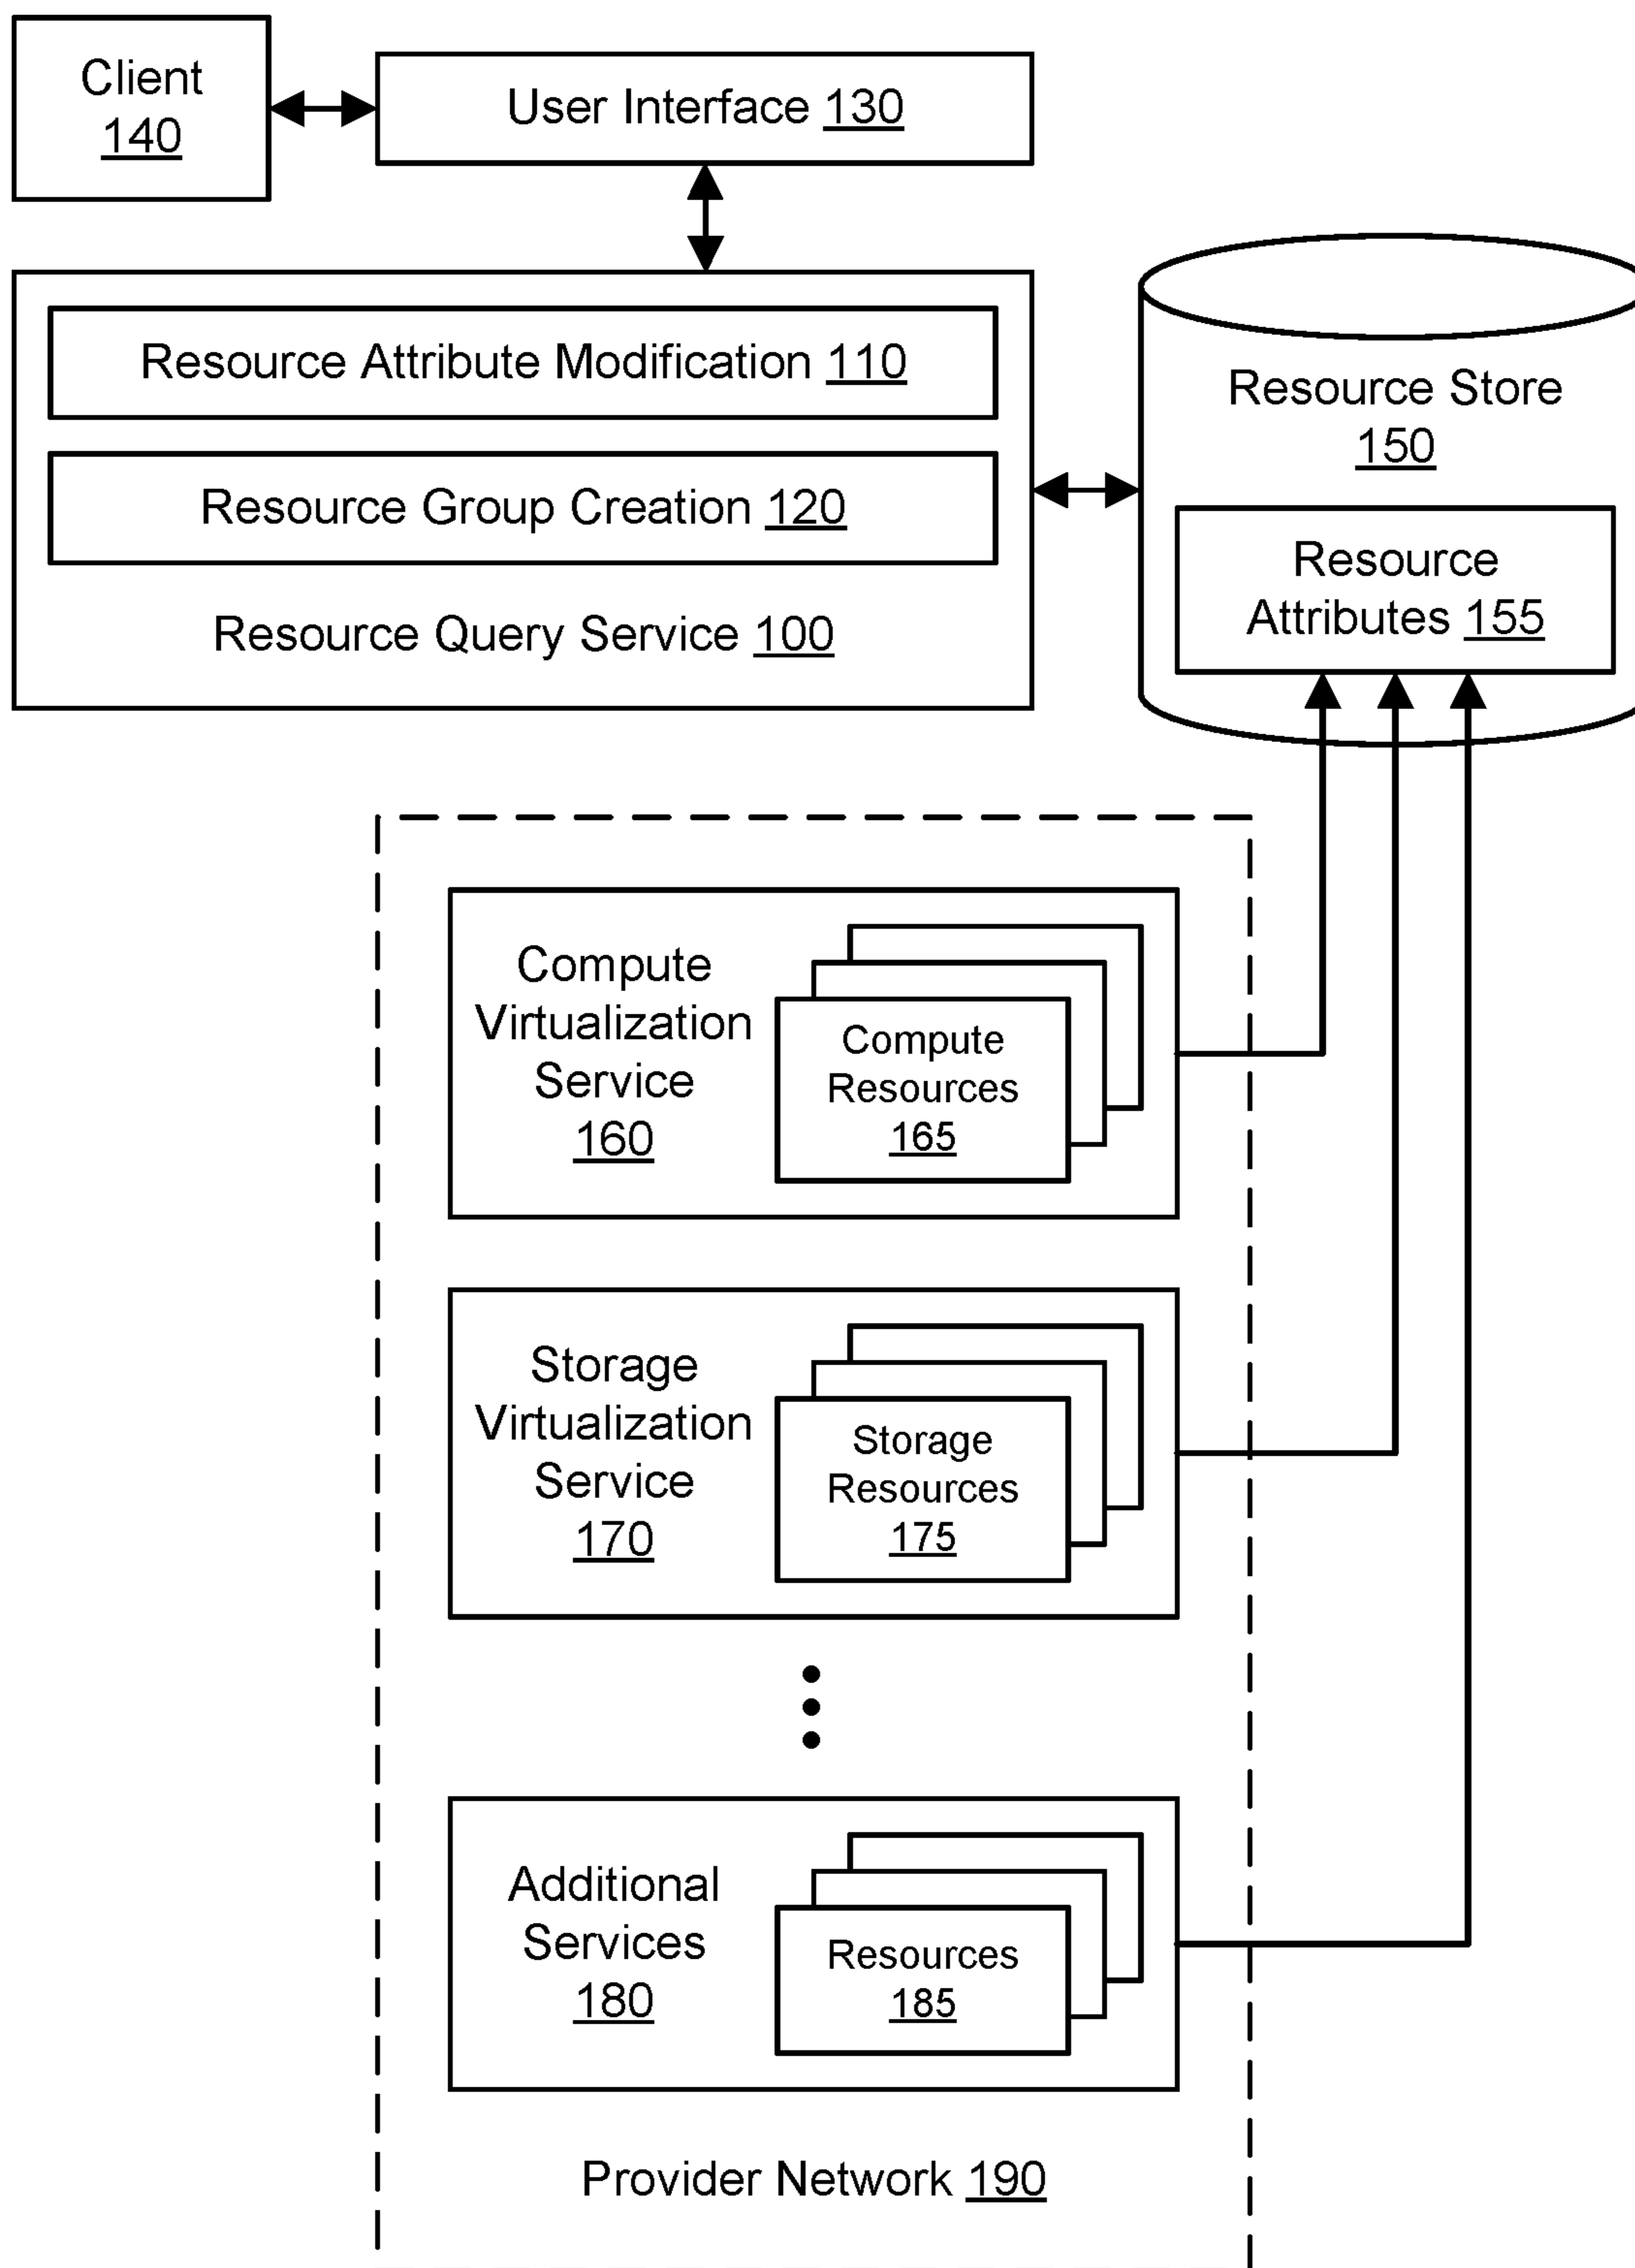 Client
140
User Interface 130
Resource Attribute Modification 110
Resource Group Creation 120
Resource Query Service 100
Resource Store
150
Resource
Attributes 155
Compute
Virtualization
Service
160
Compute
Resources
165
Storage
Virtualization
Service
170
Storage
Resources
175
Additional
Services
180
Resources
185
Provider Network 190